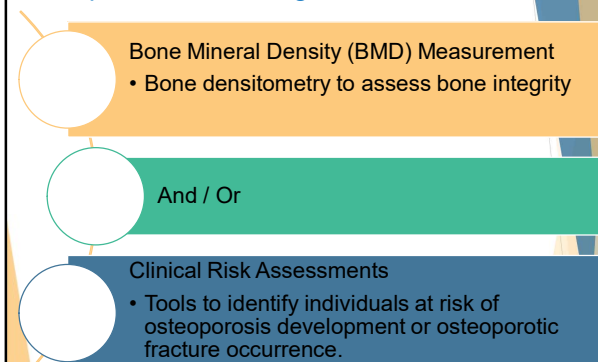 Bone Mineral Density (BMD) Measurement
• Bone densitometry to assess bone integrity
And / Or
Clinical Risk Assessments
• Tools to identify individuals at risk of
osteoporosis development or osteoporotic
fracture occurrence.